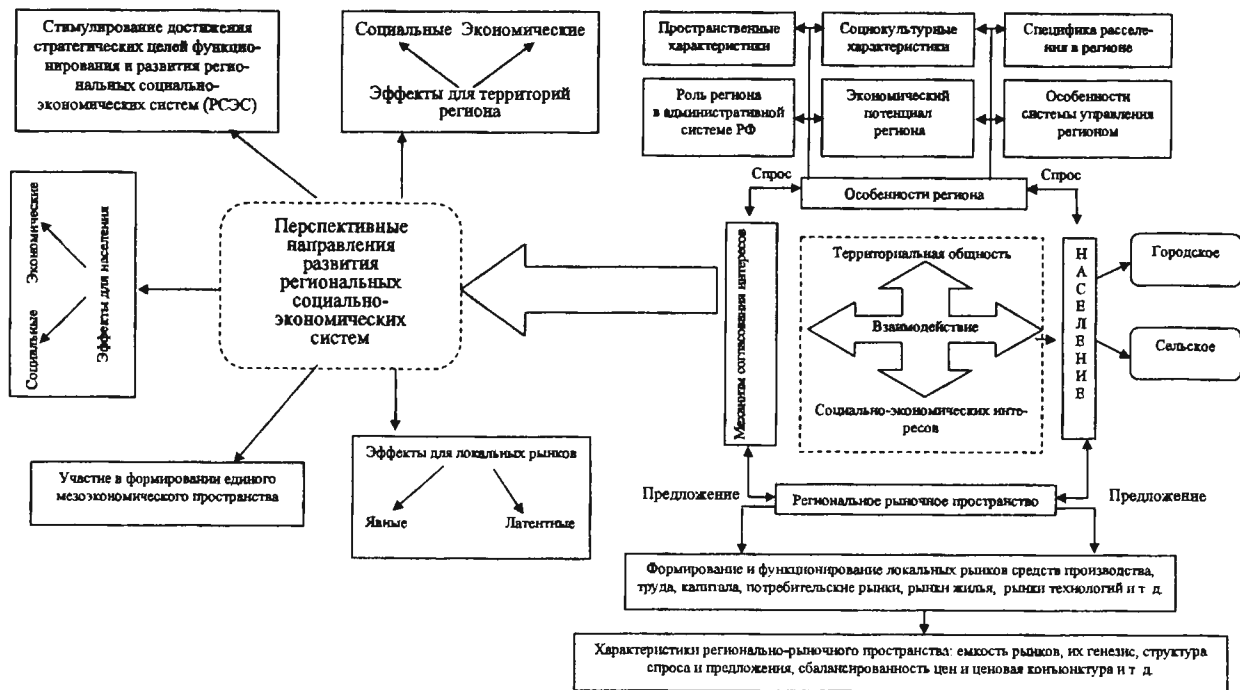 Стимулирование достижения
стратегических целей функцио-
нирования и развития регио-
нальных социально-
экономических систем (РСЭС)
Социальные Экономические
Эффекты для территорий
региона
Экономические
Социальные
Эффекты для населения
Перспективные
направления
развития
региональных
социально-
экономических
систем
Участие в формировании единого
мезоэкономического пространства
Эффекты для локальных рынков
Явные
Латентные
Пространственные
характеристики
Социокультурные
характеристики
Специфика расселе-
ния в регионе
Роль региона
в административной
системе РФ
Экономический
потенциал
региона
Особенности
системы управления
регионом
Спрос
Особенности региона
Спрос
Механизм согласования интересов
Территориальная общность
Взаимодействие
Социально-экономических инте-
ресов
НАСЕЛЕНИЕ
Городское
Сальское
Предложение
Региональное рыночное пространство
Предложение
Формирование и функционирование локальных рынков средств производства,
труда, капитала, потребительские рынки, рынки жилья, рынки технологий и т д.
Характеристики регионально-рыночного пространства: емкость рынков, их генезис, структура
спроса и предложения, сбалансированность цен и ценовая конъюнктура и т д.